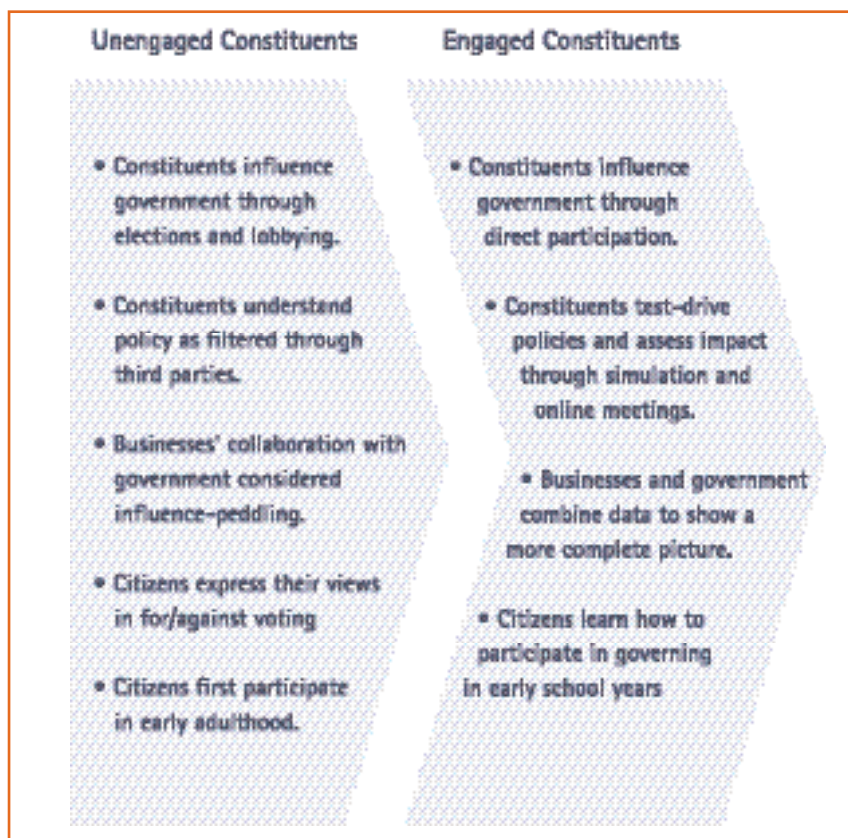 Unengaged Constituents
• Constituents influence
government through
elections and lobbying.
• Constituents understand
policy as filtered through
third parties.
• Businesses' collaboration with
government considered
influence-peddling.
• Citizens express their views
in for/against voting
• Citizens first participate
in early adulthood.
Engaged Constituents
• Constituents influence
government through
direct participation.
• Constituents test-drive
policies and assess impact
through simulation and
online meetings.
• Businesses and government
combine data to show a
more complete picture.
• Citizens learn how to
participate in governing
in early school years